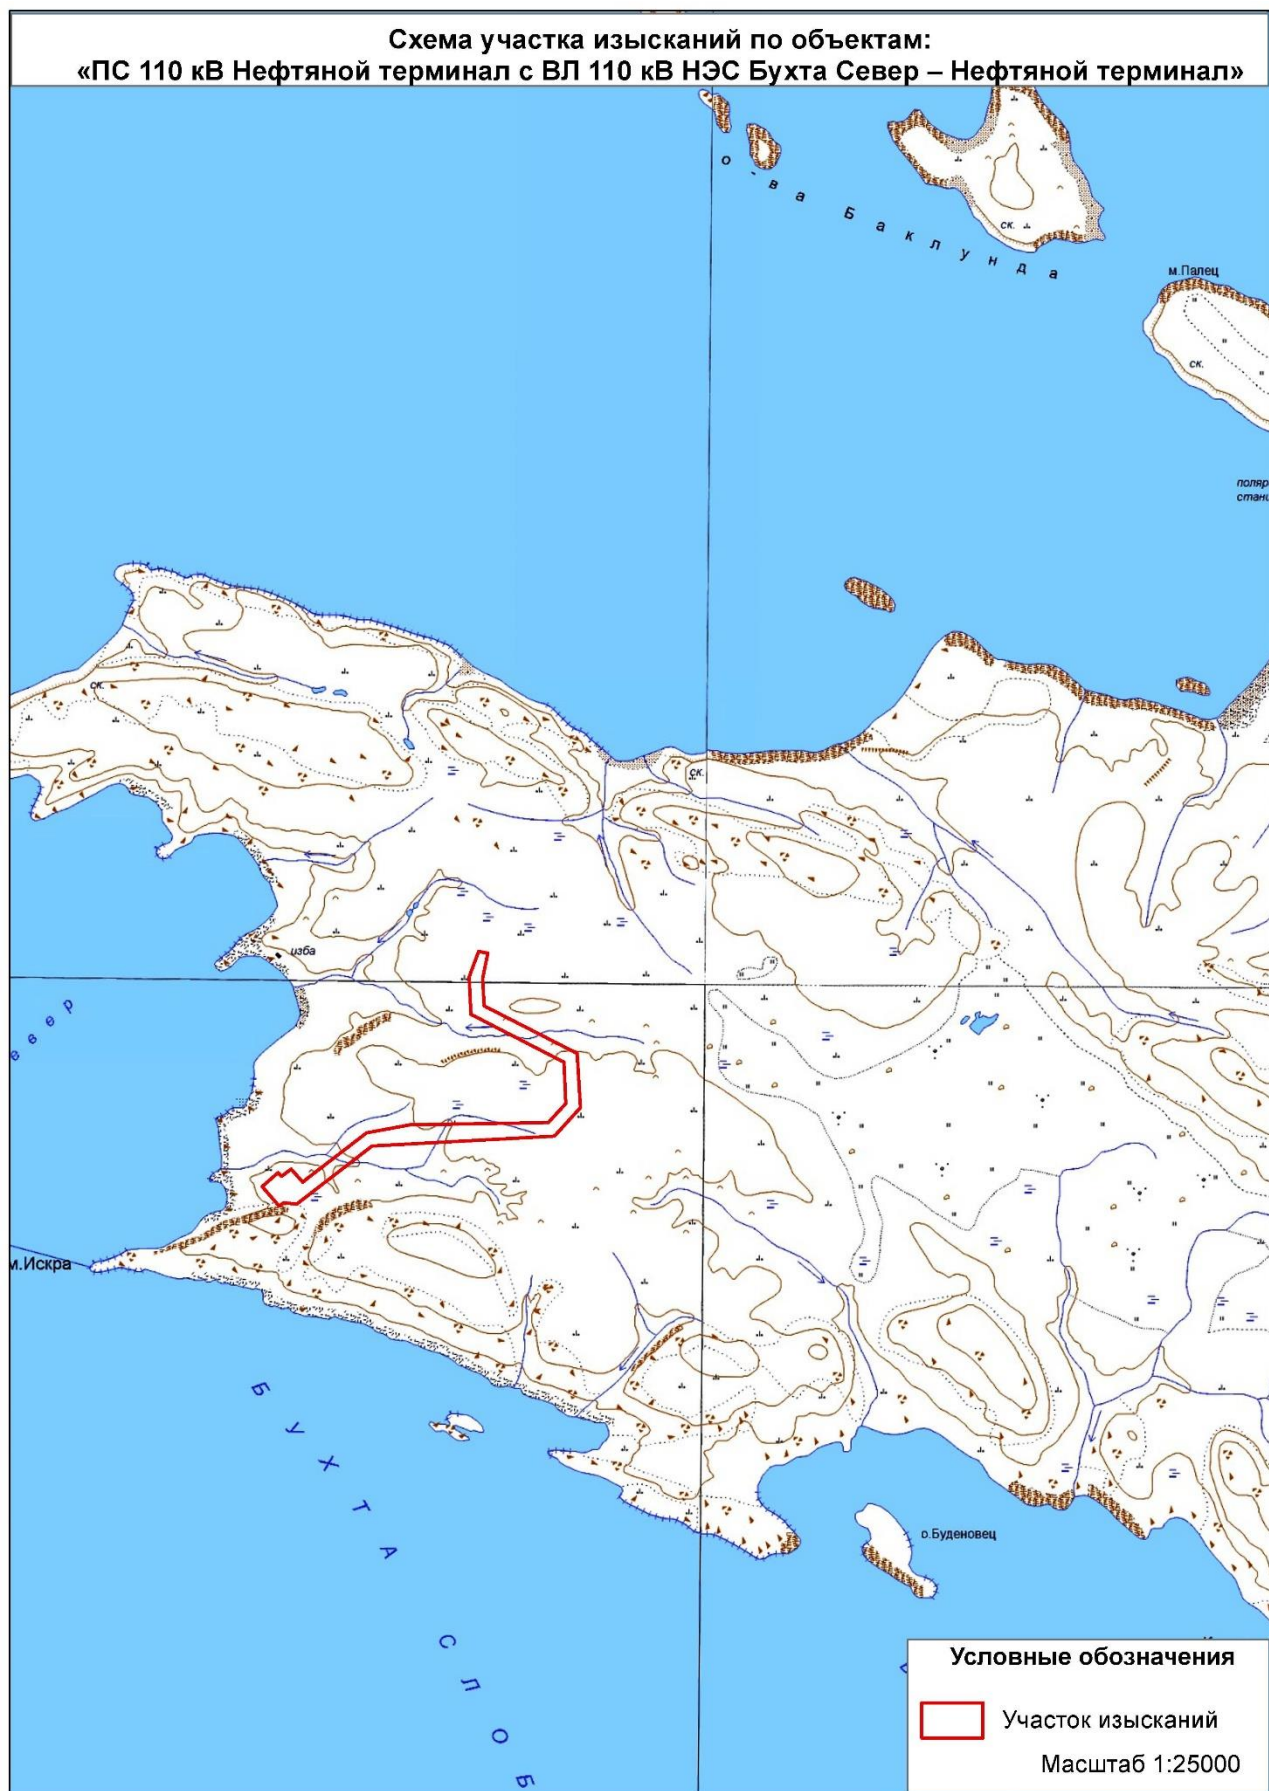 Схема участка изысканий по объектам:
«ПС 110 кВ Нефтяной терминал с ВЛ 110 кВ НЭС Бухта Север – Нефтяной терминал»
о-ва Баклунда
ск.
м.Палец
ск.
поляр
стан
ск.
ск.
изба
евер
м.Искра
БУХТА СЛОБ
о.Буденовец
Условные обозначения
Участок изысканий
Масштаб 1:25000